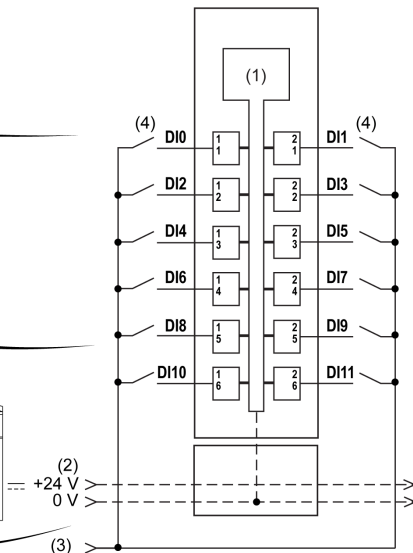 (1)
(4) (4)
DI0 1 1 2 1 DI1
DI2 1 2 2 2 DI3
DI4 1 3 2 3 DI5
DI6 1 4 2 4 DI7
DI8 1 5 2 5 DI9
DI10 1 6 2 6 DI11
(2)
+24 V
0 V
(3)